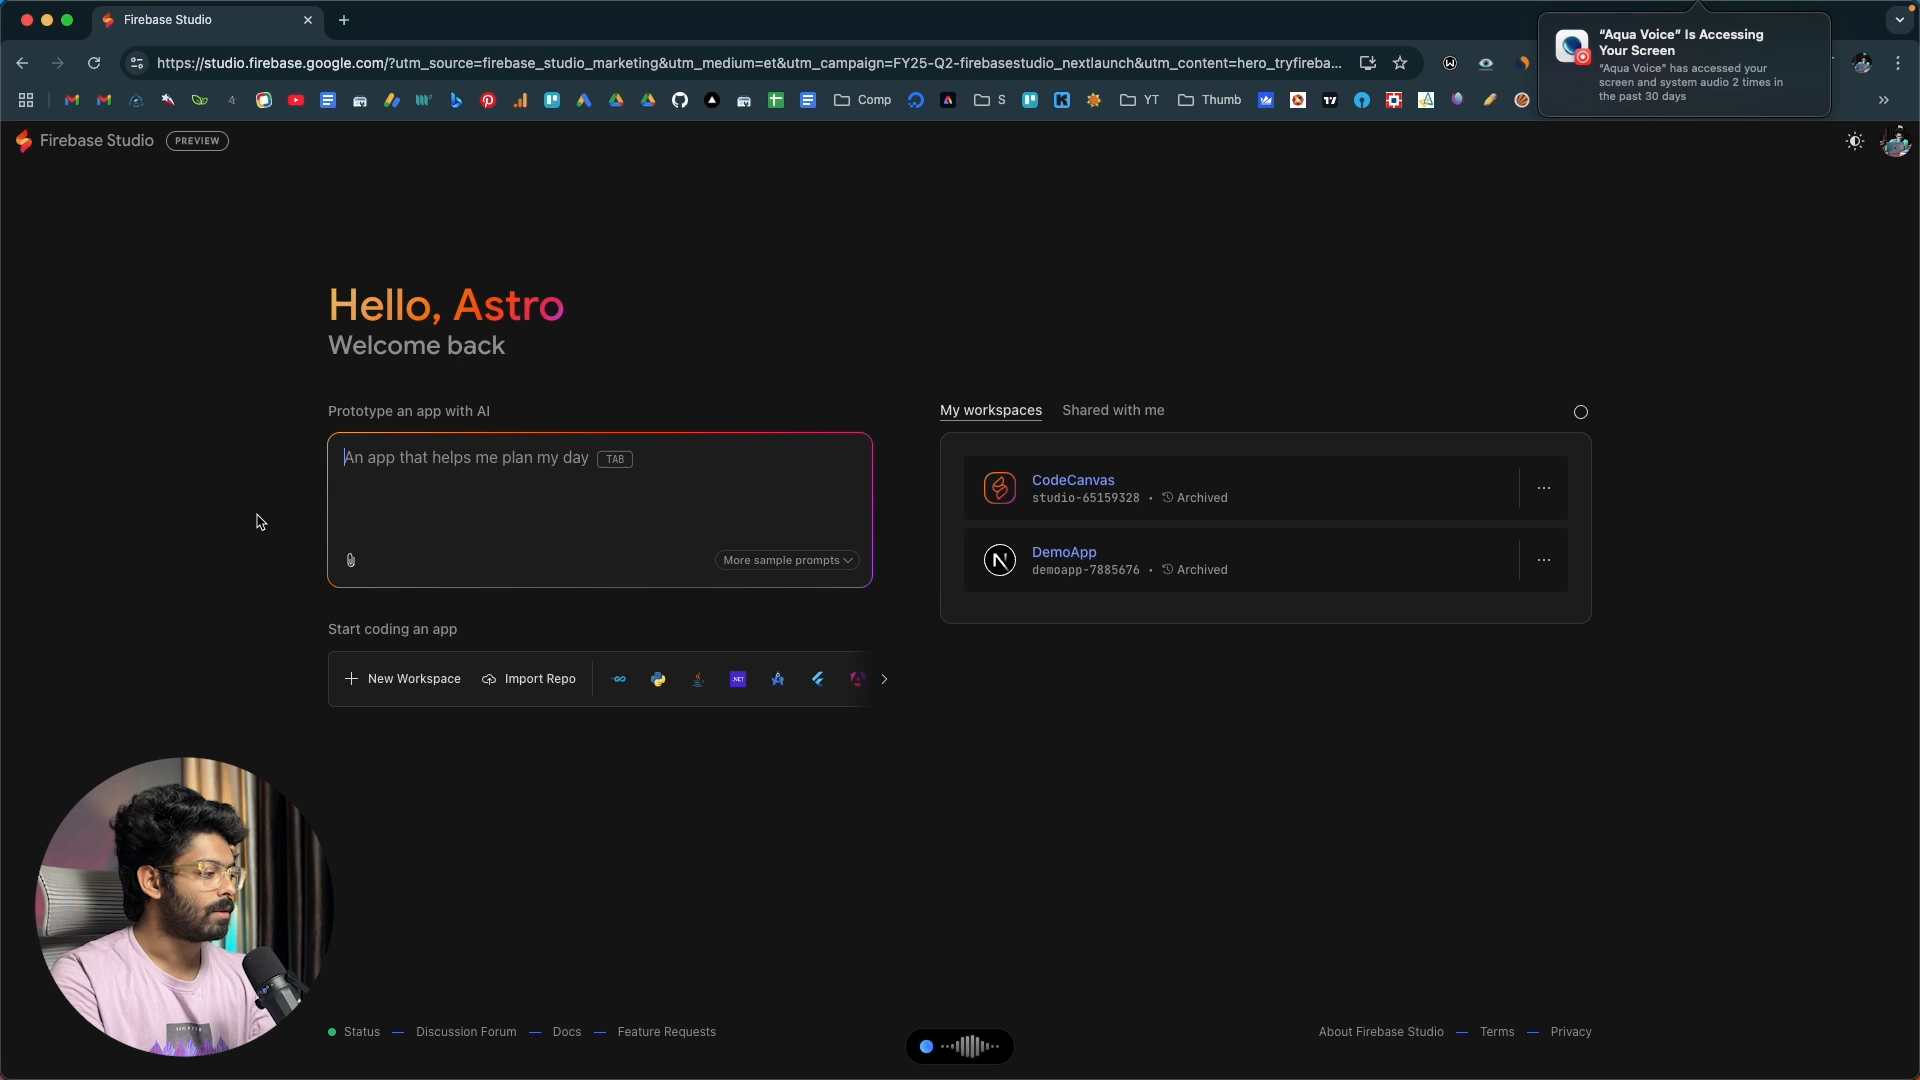 Firebase Studio
"Aqua Voice" Is Accessing
Your Screen
"Aqua Voice" has accessed your
screen and system audio 2 times in
the past 30 days
https://studio.firebase.google.com/?utm_source=firebase_studio_marketing&utm_medium=et&utm_campaign=FY25-Q2-firebasestudio_nextlaunch&utm_content=hero_tryfireba...
Comp
S
YT
Thumb
Firebase Studio
PREVIEW
Hello, Astro
Welcome back
Prototype an app with AI
An app that helps me plan my day TAB
More sample prompts
My workspaces
Shared with me
CodeCanvas
studio-65159328 • Archived
DemoApp
demoapp-7885676 • Archived
Start coding an app
New Workspace
Import Repo
.NET
Status — Discussion Forum — Docs — Feature Requests
About Firebase Studio — Terms — Privacy